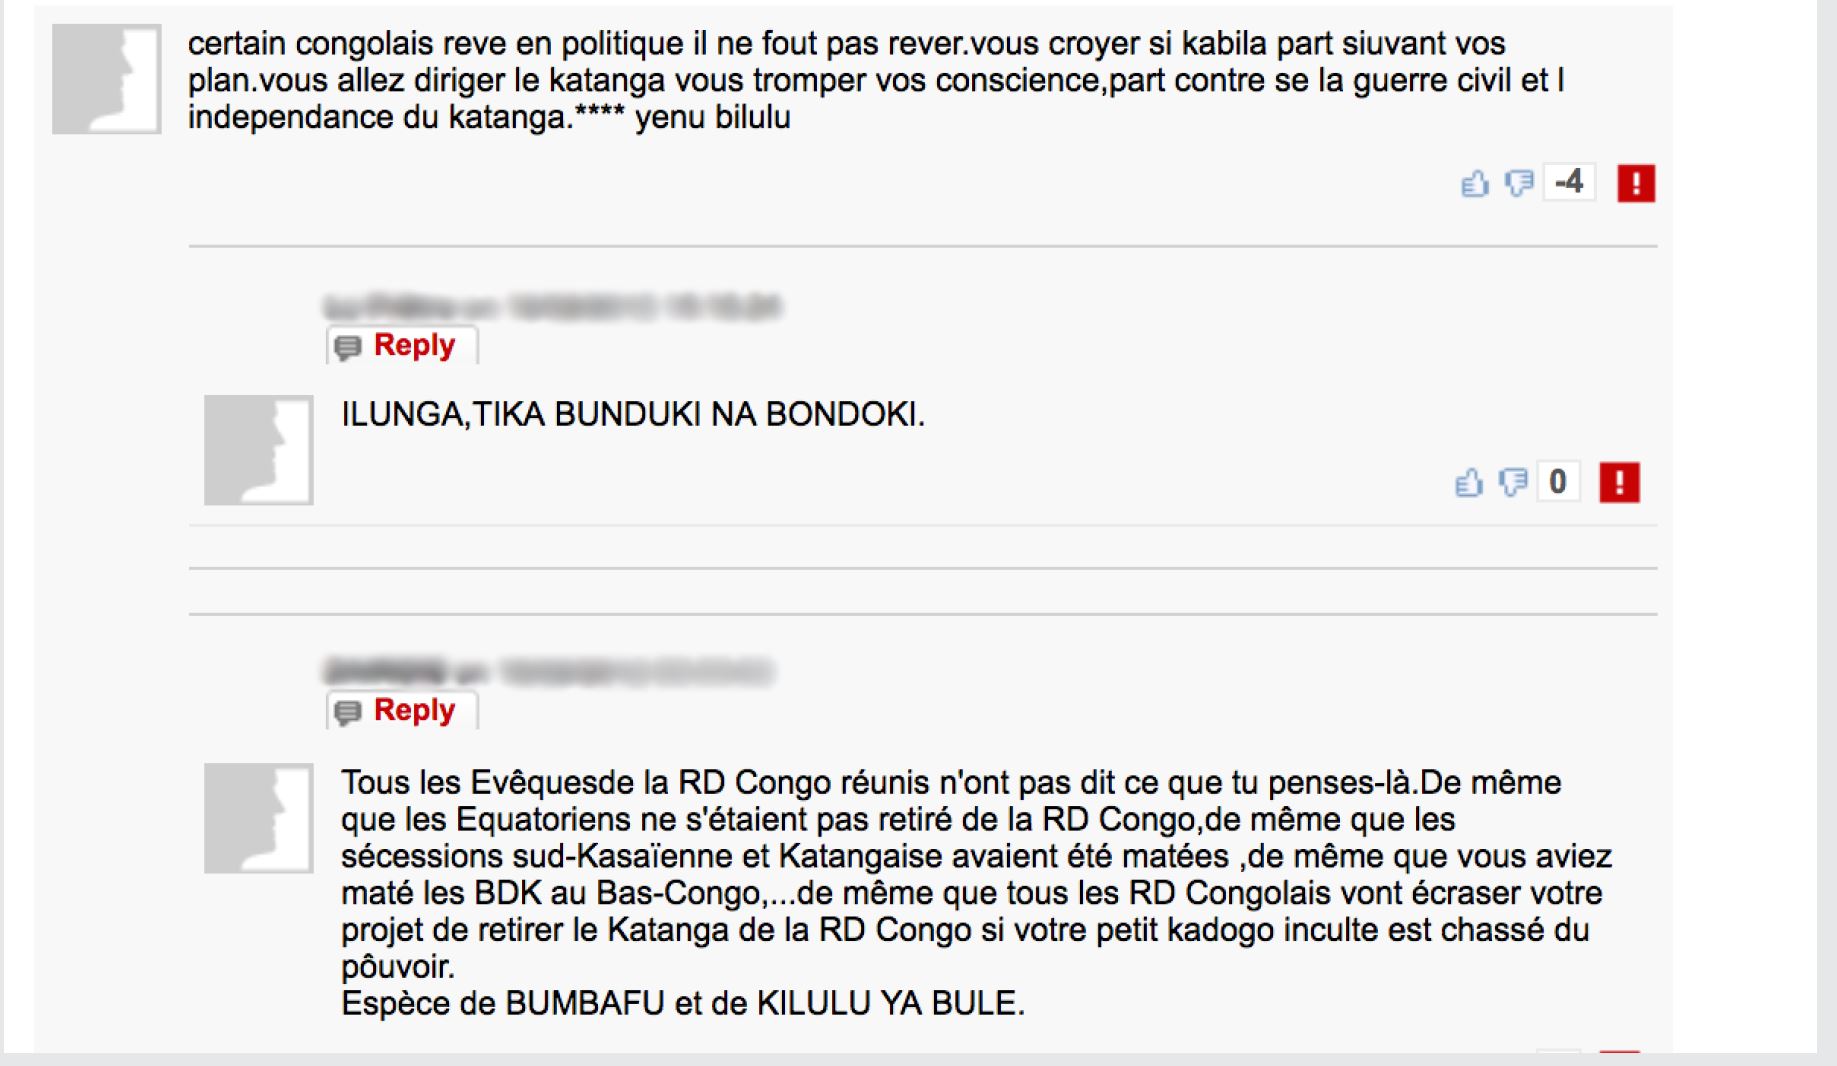 certain congolais reve en politique il ne fout pas rever.vous croyer si kabila part siuvant vos
plan.vous allez diriger le katanga vous tromper vos conscience,part contre se la guerre civil et l
independance du katanga.**** yenu bilulu
-4
Reply
ILUNGA,TIKA BUNDUKI NA BONDOKI.
0
Reply
Tous les Evêquesde la RD Congo réunis n'ont pas dit ce que tu penses-là.De même
que les Equatoriens ne s'étaient pas retiré de la RD Congo,de même que les
sécessions sud-Kasaïenne et Katangaise avaient été matées ,de même que vous aviez
maté les BDK au Bas-Congo,...de même que tous les RD Congolais vont écraser votre
projet de retirer le Katanga de la RD Congo si votre petit kadogo inculte est chassé du
pôuvoir.
Espèce de BUMBAFU et de KILULU YA BULE.